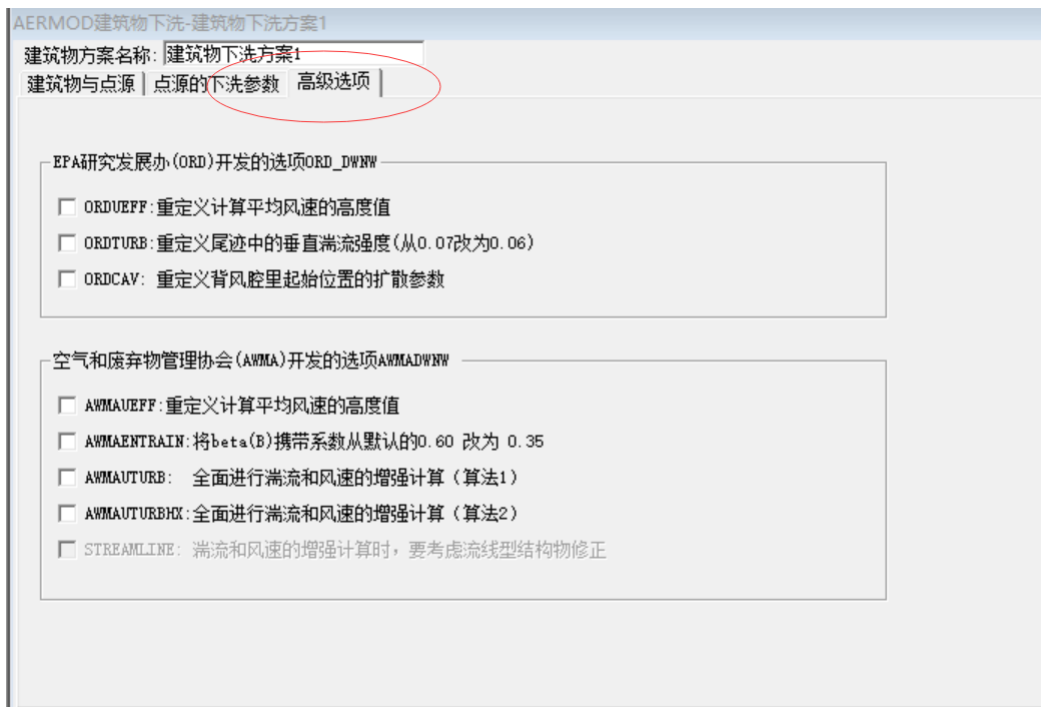 AERMOD建筑物下洗-建筑物下洗方案1
建筑物方案名称: 建筑物下洗方案1
建筑物与点源 点源的下洗参数 高级选项
EPA研究发展办(ORD)开发的选项ORD_DWNW
ORDUEFF:重定义计算平均风速的高度值
ORDTURB:重定义尾迹中的垂直湍流强度(从0.07改为0.06)
ORDCAV: 重定义背风腔里起始位置的扩散参数
空气和废弃物管理协会(AWMA)开发的选项AWMADWNW
AWMAUEFF:重定义计算平均风速的高度值
AWMAENTRAIN:将beta(B)携带系数从默认的0.60 改为 0.35
AWMAUTURB: 全面进行湍流和风速的增强计算（算法1）
AWMAUTURBHX:全面进行湍流和风速的增强计算（算法2）
STREAMLINE: 湍流和风速的增强计算时，要考虑流线型结构物修正